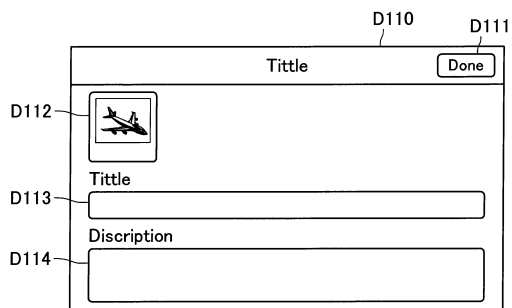 D110
D111
Tittle
Done
D112
Tittle
D113
Discription
D114